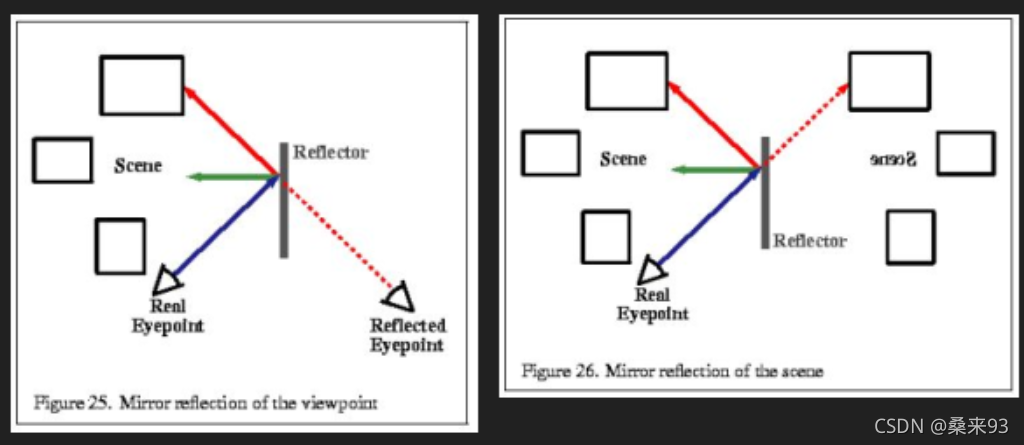 Reflector
Scene
Real
Eyepoint
Reflected
Eyepoint
Figure 25. Mirror reflection of the viewpoint
Scene
Scene
Reflector
Real
Eyepoint
Figure 26. Mirror reflection of the scene
CSDN @桑来93